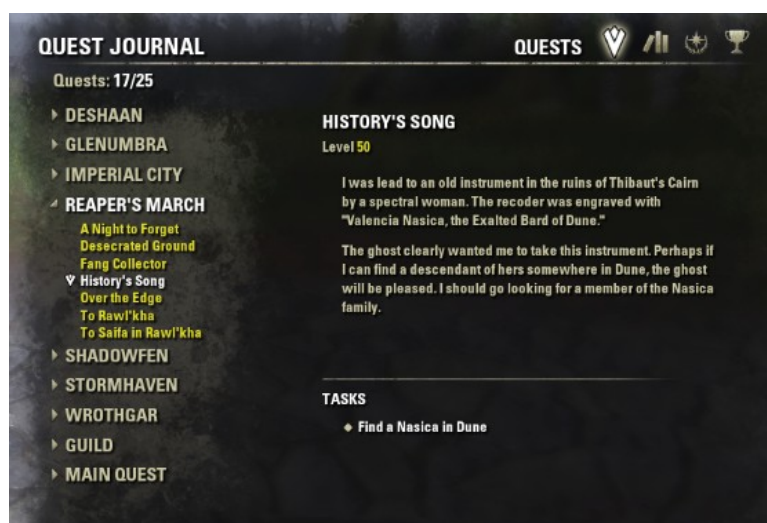 QUEST JOURNAL
QUESTS
Quests: 17/25
DESHAAN
GLENUMBRA
IMPERIAL CITY
REAPER'S MARCH
A Night to Forget
Desecrated Ground
Fang Collector
History's Song
Over the Edge
To Rawl'kha
To Saifa in Rawl'kha
SHADOWFEN
STORMHAVEN
WROTHGAR
GUILD
MAIN QUEST
HISTORY'S SONG
Level 50
I was lead to an old instrument in the ruins of Thibaut's Cairn
by a spectral woman. The recoder was engraved with
"Valencia Nasica, the Exalted Bard of Dune."
The ghost clearly wanted me to take this instrument. Perhaps if
I can find a descendant of hers somewhere in Dune, the ghost
will be pleased. I should go looking for a member of the Nasica
family.
TASKS
Find a Nasica in Dune